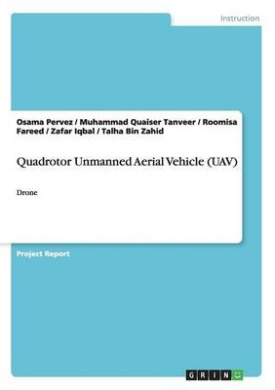 Instruction
Osama Pervez / Muhammad Quaiser Tanveer / Roomisa
Fareed / Zafar Iqbal / Talha Bin Zahid
Quadrotor Unmanned Aerial Vehicle (UAV)
Drone
Project Report
GRIN